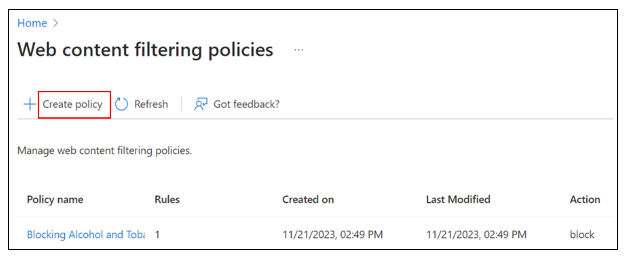 Home >
Web content filtering policies ...
+ Create policy Refresh Got feedback?
Manage web content filtering policies.
Policy name Rules Created on Last Modified Action
Blocking Alcohol and Toba 1 11/21/2023, 02:49 PM 11/21/2023, 02:49 PM block